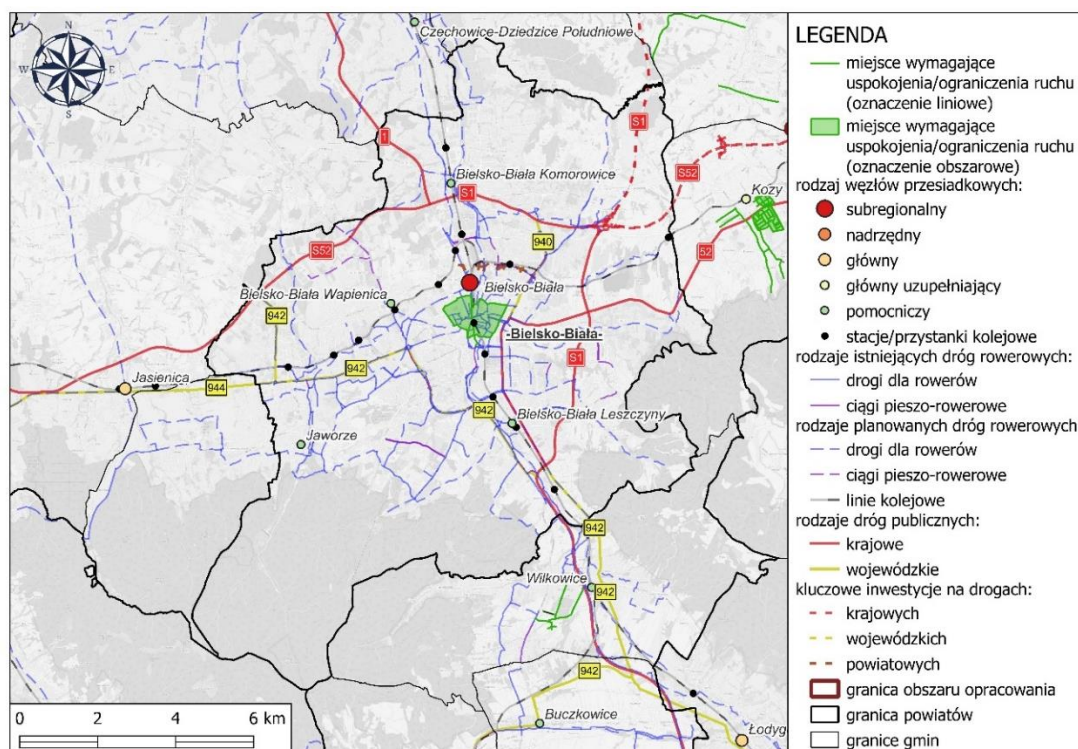 N
W
E
S
Czechowice-Dziedzice Południowe
1
S1
S52
Kozy
Bielsko-Biała Komorowice
S1
940
S52
52
Bielsko-Biała
Bielsko-Biała Wapienica
942
-Bielsko-Biała-
S1
942
Jasienica
944
942
Bielsko-Biała Leszczyny
Jaworze
942
Wilkowice
942
942
Buczkowice
Łodyg
0 2 4 6 km
LEGENDA
miejsce wymagające
uspokojenia/ograniczenia ruchu
(oznaczenie liniowe)
miejsce wymagające
uspokojenia/ograniczenia ruchu
(oznaczenie obszarowe)
rodzaj węzłów przesiadkowych:
subregionalny
nadrzędny
główny
główny uzupełniający
pomocniczy
stacje/przystanki kolejowe
rodzaje istniejących dróg rowerowych:
drogi dla rowerów
ciągi pieszo-rowerowe
rodzaje planowanych dróg rowerowych
drogi dla rowerów
ciągi pieszo-rowerowe
linie kolejowe
rodzaje dróg publicznych:
krajowe
wojewódzkie
kluczowe inwestycje na drogach:
krajowych
wojewódzkich
powiatowych
granica obszaru opracowania
granica powiatów
granice gmin